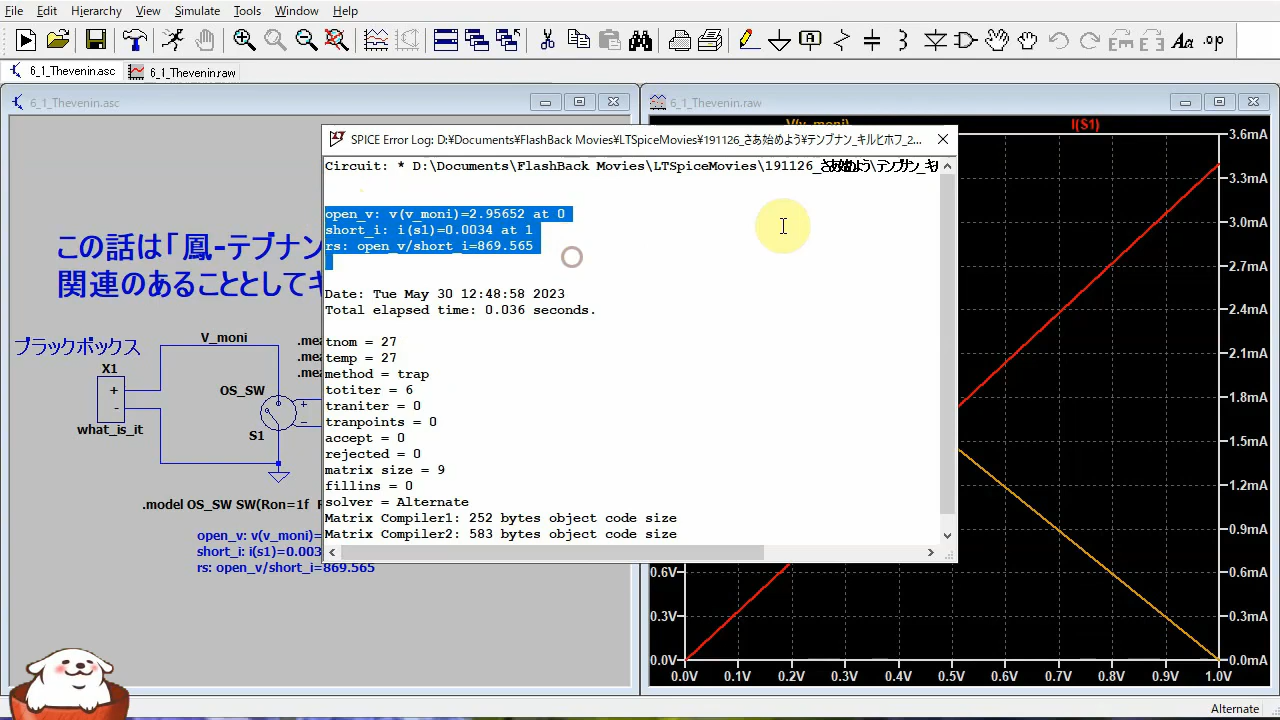 File Edit Hierarchy View Simulate Tools Window Help
Aa .op
6_1_Thevenin.asc 6_1_Thevenin.raw
6_1_Thevenin.asc
この話は「鳳-テブナン
関連のあることとしてキ
ブラックボックス
V_moni
X1
+
-
what_is_it
OS_SW
S1
+
−
.mea
.mea
.mea
.model OS_SW SW(Ron=1f
open_v: v(v_moni)=
short_i: i(s1)=0.003
rs: open_v/short_i=869.565
SPICE Error Log: D:¥Documents¥FlashBack Movies¥LTSpiceMovies¥191126_さあ始めよう¥テンブナン_キルヒホフ_2...
Circuit: * D:\Documents\FlashBack Movies\LTSpiceMovies\191126_さあ始めよう\テンブナン_キル
open_v: v(v_moni)=2.95652 at 0
short_i: i(s1)=0.0034 at 1
rs: open_v/short_i=869.565
Date: Tue May 30 12:48:58 2023
Total elapsed time: 0.036 seconds.
tnom = 27
temp = 27
method = trap
totiter = 6
traniter = 0
tranpoints = 0
accept = 0
rejected = 0
matrix size = 9
fillins = 0
solver = Alternate
Matrix Compiler1: 252 bytes object code size
Matrix Compiler2: 583 bytes object code size
6_1_Thevenin.raw
V(v_moni) I(S1)
3.6mA
3.3mA
3.0mA
2.7mA
2.4mA
2.1mA
1.8mA
1.5mA
1.2mA
0.9mA
0.6V 0.6mA
0.3V 0.3mA
0.0V 0.0mA
0.0V 0.1V 0.2V 0.3V 0.4V 0.5V 0.6V 0.7V 0.8V 0.9V 1.0V
Alternate